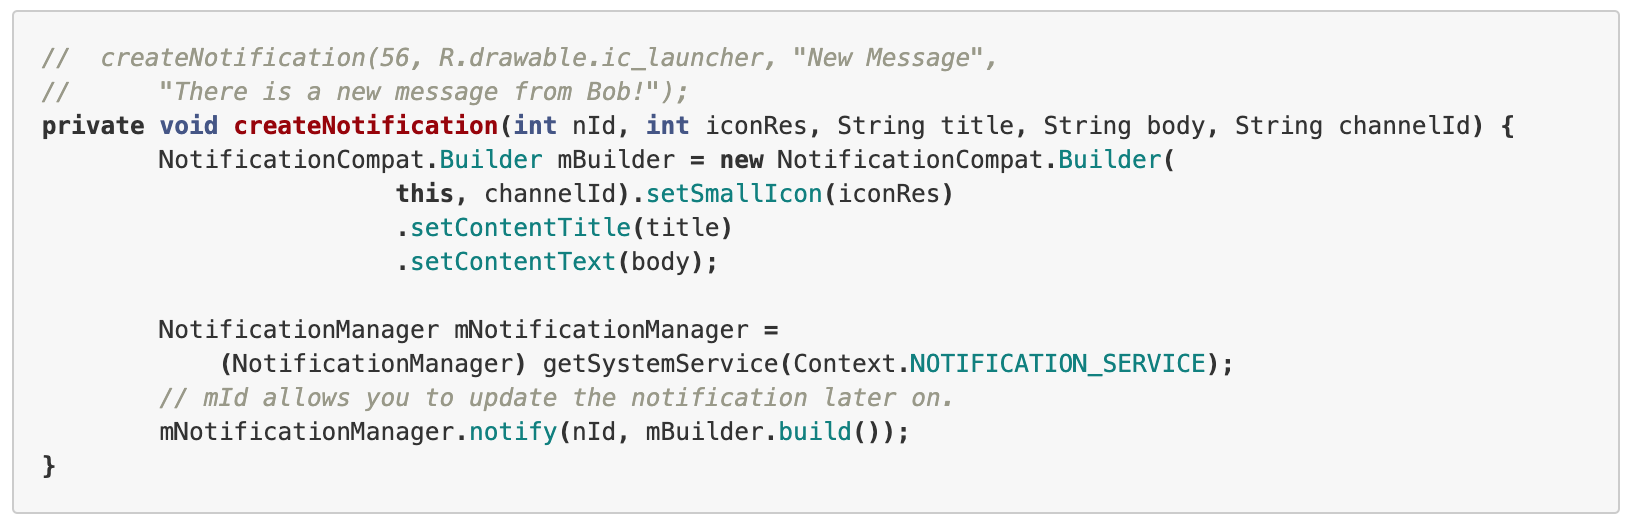 //  createNotification(56, R.drawable.ic_launcher, "New Message",
//      "There is a new message from Bob!");
private void createNotification(int nId, int iconRes, String title, String body, String channelId) {
        NotificationCompat.Builder mBuilder = new NotificationCompat.Builder(
                        this, channelId).setSmallIcon(iconRes)
                        .setContentTitle(title)
                        .setContentText(body);

        NotificationManager mNotificationManager =
            (NotificationManager) getSystemService(Context.NOTIFICATION_SERVICE);
        // mId allows you to update the notification later on.
        mNotificationManager.notify(nId, mBuilder.build());
}